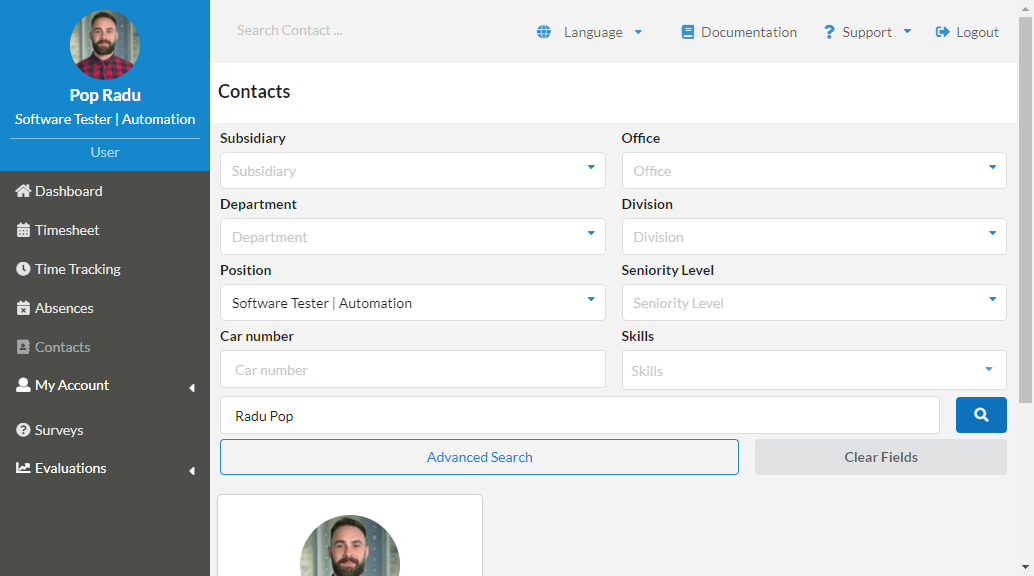 Pop Radu
Software Tester | Automation
User
Dashboard
Timesheet
Time Tracking
Absences
Contacts
My Account
Surveys
Evaluations
Search Contact ...
Language
Documentation
Support
Logout
Contacts
Subsidiary
Office
Subsidiary
Office
Department
Division
Department
Division
Position
Seniority Level
Software Tester | Automation
Seniority Level
Car number
Skills
Car number
Skills
Radu Pop
Advanced Search
Clear Fields